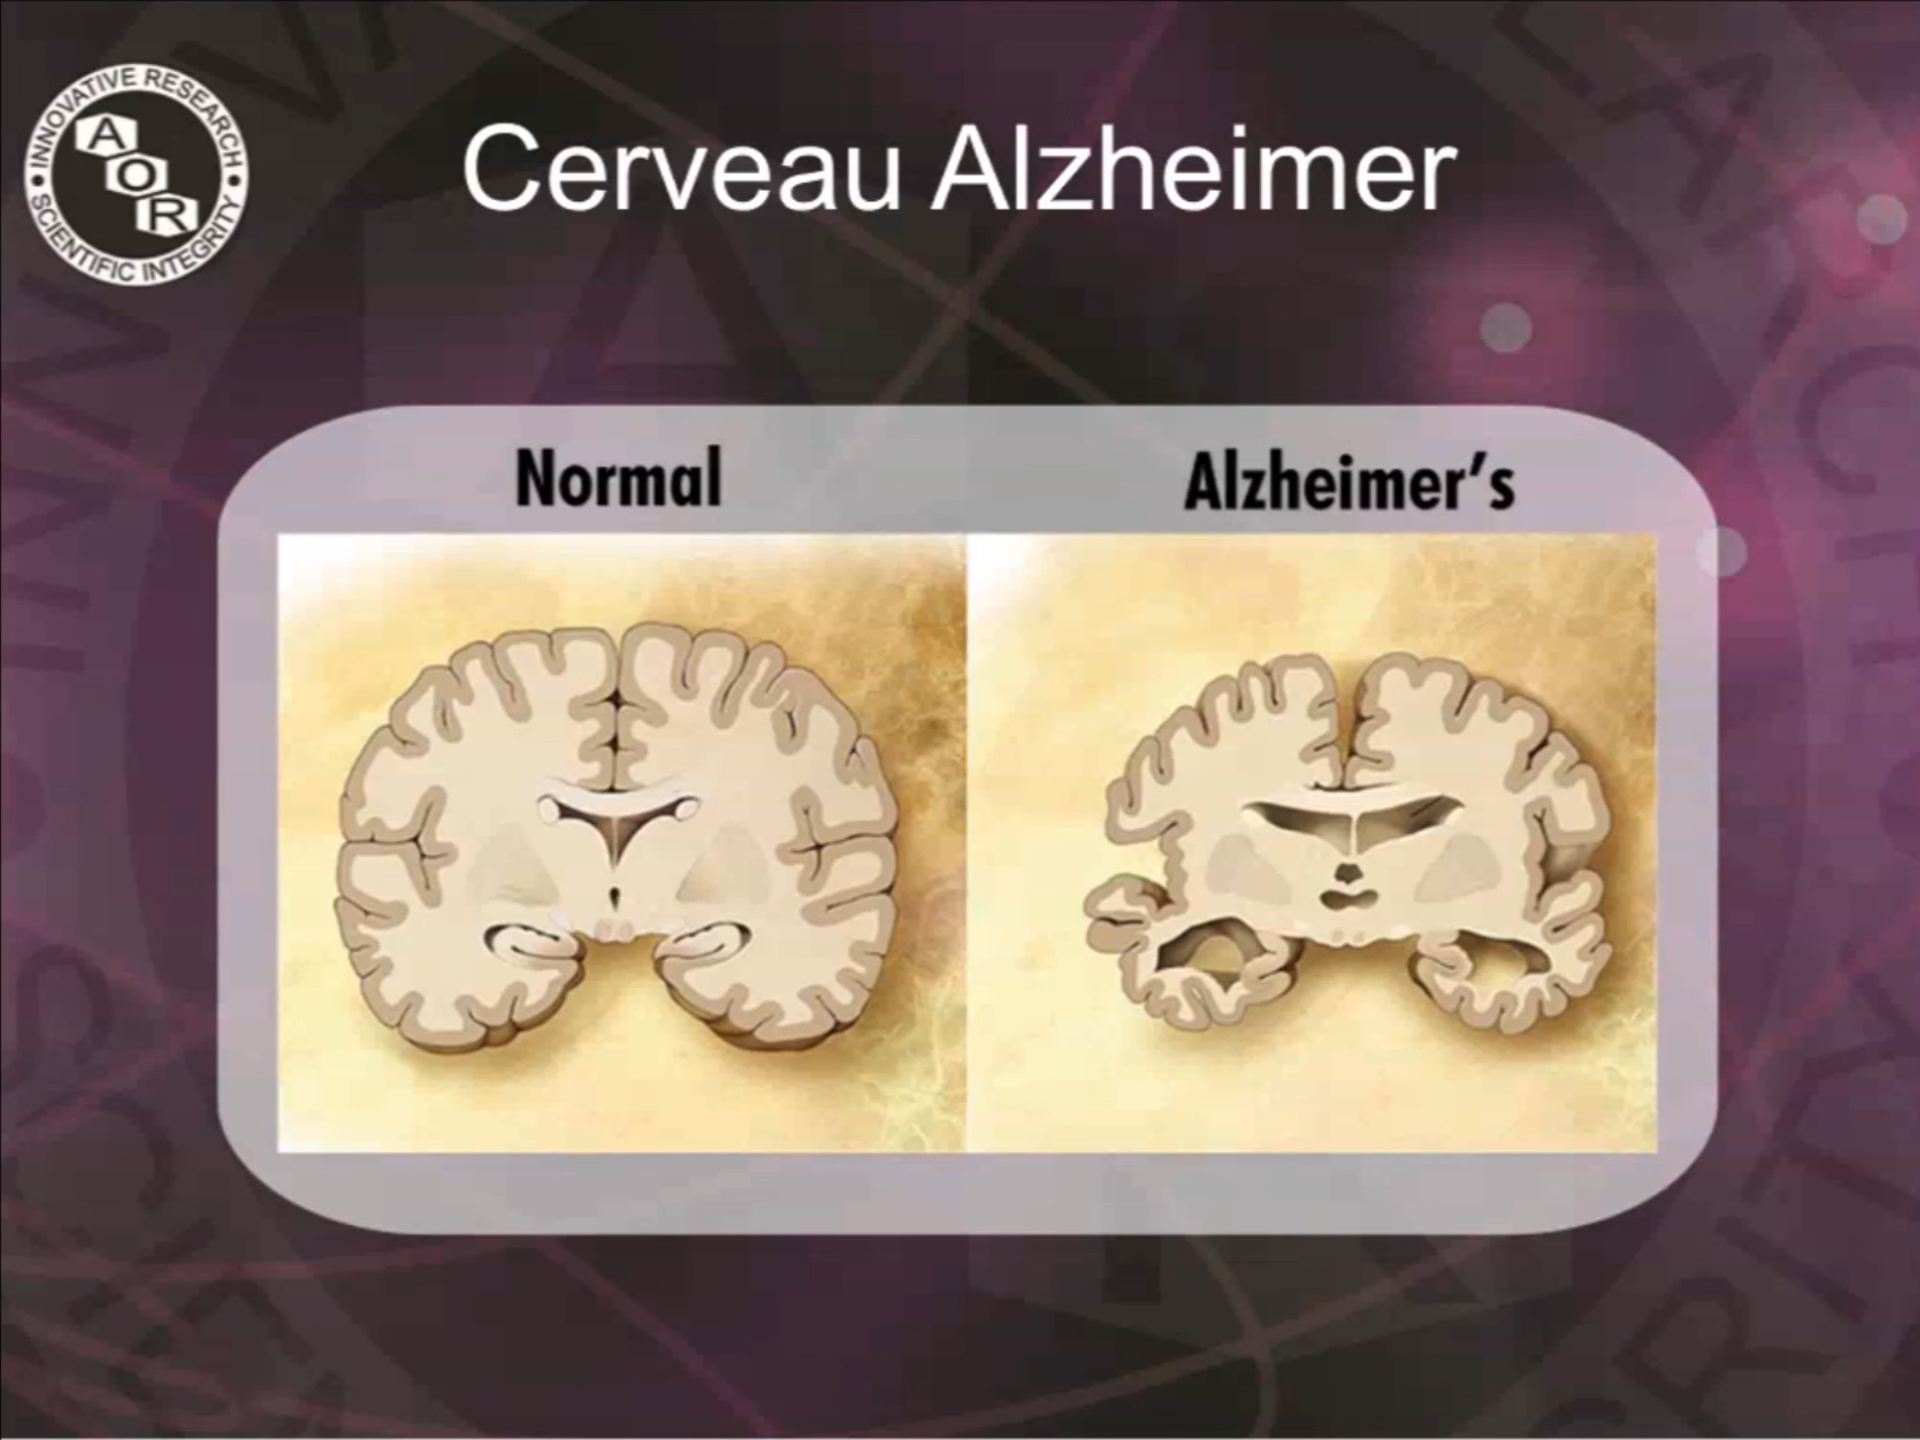 INNOVATIVE RESEARCH
AOR
SCIENTIFIC INTEGRITY
Cerveau Alzheimer
Normal
Alzheimer's